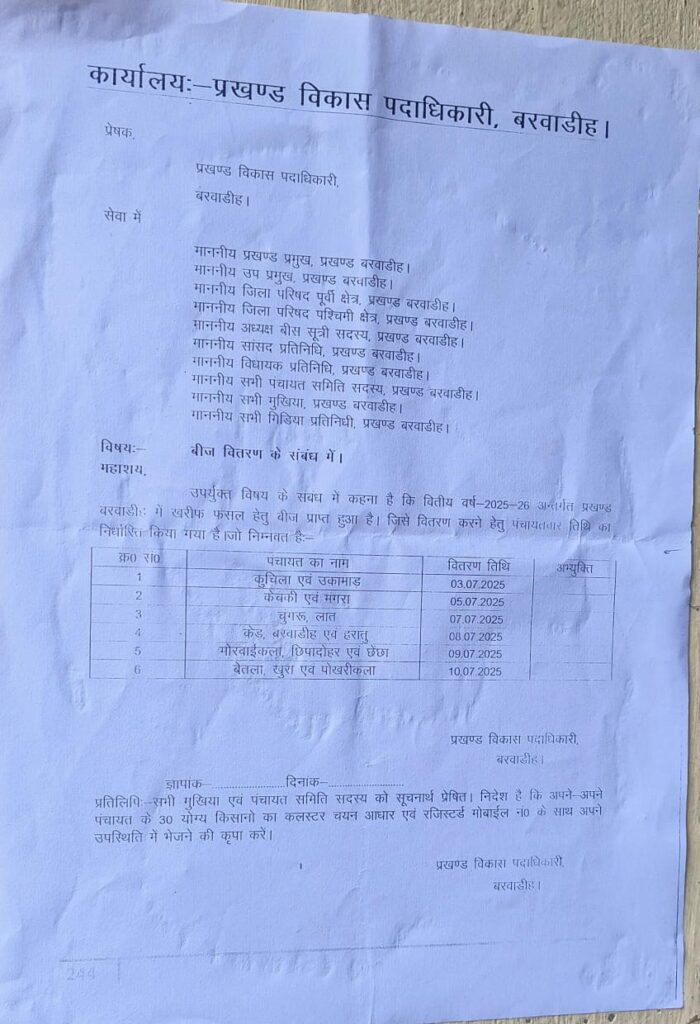 कार्यालयः–प्रखण्ड विकास पदाधिकारी, बरवाडीह।
प्रेषक,
प्रखण्ड विकास पदाधिकारी,
बरवाडीह।
सेवा में
माननीय प्रखण्ड प्रमुख, प्रखण्ड बरवाडीह।
माननीय उप प्रमुख, प्रखण्ड बरवाडीह।
माननीय जिला परिषद पूर्वी क्षेत्र, प्रखण्ड बरवाडीह।
माननीय जिला परिषद पश्चिमी क्षेत्र, प्रखण्ड बरवाडीह।
माननीय अध्यक्ष बीस सूत्री सदस्य, प्रखण्ड बरवाडीह।
माननीय सांसद प्रतिनिधि, प्रखण्ड बरवाडीह।
माननीय विधायक प्रतिनिधि, प्रखण्ड बरवाडीह।
माननीय सभी पंचायत समिति सदस्य, प्रखण्ड बरवाडीह।
माननीय सभी मुखिया, प्रखण्ड बरवाडीह।
माननीय सभी मिडिया प्रतिनिधी, प्रखण्ड बरवाडीह।
विषयः– बीज वितरण के संबंध में।
महाशय,
उपर्युक्त विषय के संबध में कहना है कि वितीय वर्ष–2025–26 अन्तर्गत प्रखण्ड
बरवाडीह में खरीफ फसल हेतु बीज प्राप्त हुआ है। जिसे वितरण करने हेतु पंचायतवार तिथि का
निर्धारित किया गया है।जो निम्नवत है:–
क्र0 सं0 पंचायत का नाम वितरण तिथि अभ्युक्ति
1 कुचिला एवं उकामाड 03.07.2025
2 केचकी एवं मंगरा 05.07.2025
3 चुगरू, लात 07.07.2025
4 केड, बरवाडीह एवं हरातु 08.07.2025
5 मोरवाईकला, छिपादोहर एवं छेंछा 09.07.2025
6 बेतला, खुरा एवं पोखरीकला 10.07.2025
प्रखण्ड विकास पदाधिकारी,
बरवाडीह।
ज्ञापाक–........................दिनाक–........................
प्रतिलिपिः–सभी मुखिया एवं पंचायत समिति सदस्य को सूचनार्थ प्रेषित। निदेश है कि अपने–अपने
पंचायत के 30 योग्य किसानो का कलस्टर चयन आधार एवं रजिस्टर्ड मोबाईल नं0 के साथ अपने
उपस्थिति में भेजने की कृपा करें।
प्रखण्ड विकास पदाधिकारी,
बरवाडीह।
244